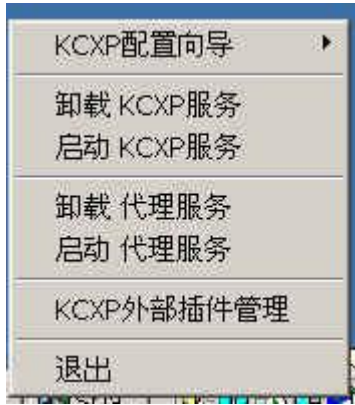 KCXP配置向导
卸载 KCXP服务
启动 KCXP服务
卸载 代理服务
启动 代理服务
KCXP外部插件管理
退出